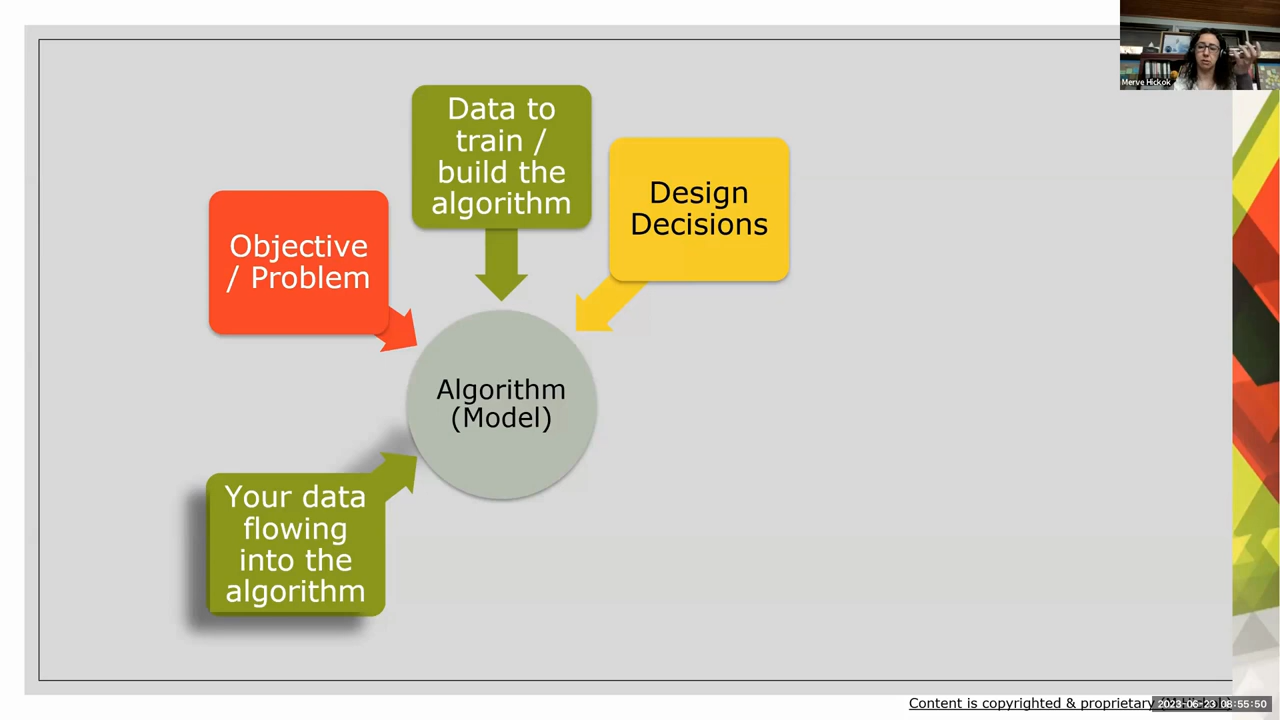 Merve Hickok
Data to
train /
build the
algorithm
Design
Decisions
Objective
/ Problem
Algorithm
(Model)
Your data
flowing
into the
algorithm
Content is copyrighted & proprietary
2023-06-23 08:55:50